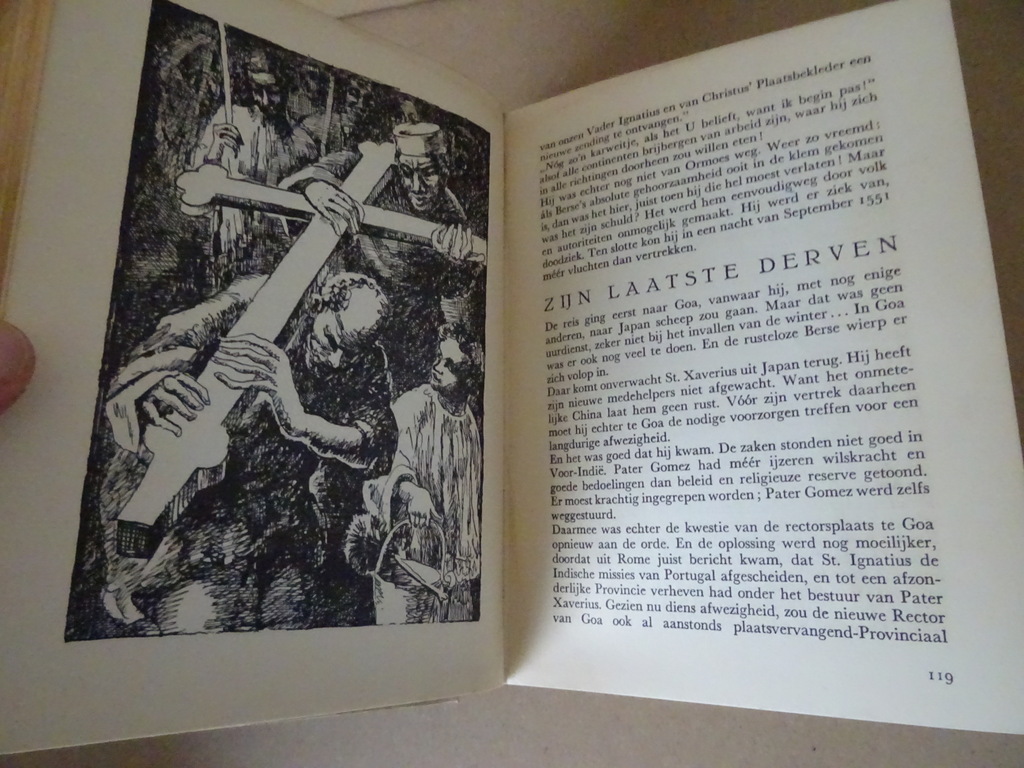 van onzen Vader Ignatius en van Christus' Plaatsbekleder een
nieuwe zending te ontvangen."
„Nóg zo'n karweitje, als het U belieft, want ik begin pas!"
alsof alle continenten brijbergen van arbeid zijn, waar hij zich
in alle richtingen doorheen zou willen eten!
Hij was echter nog niet van Ormoes weg. Weer zo vreemd:
áls Berse's absolute gehoorzaamheid ooit in de klem gekomen
is, dan was het hier, juist toen hij die hel moest verlaten! Maar
was het zijn schuld? Het werd hem eenvoudigweg door volk
en autoriteiten onmogelijk gemaakt. Hij werd er ziek van,
doodziek. Ten slotte kon hij in een nacht van September 1551
méér vluchten dan vertrekken.
ZIJN LAATSTE DERVEN
De reis ging eerst naar Goa, vanwaar hij, met nog enige
anderen, naar Japan scheep zou gaan. Maar dat was geen
uurdienst, zeker niet bij het invallen van de winter... In Goa
was er ook nog veel te doen. En de rusteloze Berse wierp er
zich volop in.
Daar komt onverwacht St. Xaverius uit Japan terug. Hij heeft
zijn nieuwe medehelpers niet afgewacht. Want het onmete-
lijke China laat hem geen rust. Vóór zijn vertrek daarheen
moet hij echter te Goa de nodige voorzorgen treffen voor een
langdurige afwezigheid.
En het was goed dat hij kwam. De zaken stonden niet goed in
Voor-Indië. Pater Gomez had méér ijzeren wilskracht en
goede bedoelingen dan beleid en religieuze reserve getoond.
Er moest krachtig ingegrepen worden; Pater Gomez werd zelfs
weggestuurd.
Daarmee was echter de kwestie van de rectorsplaats te Goa
opnieuw aan de orde. En de oplossing werd nog moeilijker,
doordat uit Rome juist bericht kwam, dat St. Ignatius de
Indische missies van Portugal afgescheiden, en tot een afzon-
derlijke Provincie verheven had onder het bestuur van Pater
Xaverius. Gezien nu diens afwezigheid, zou de nieuwe Rector
van Goa ook al aanstonds plaatsvervangend-Provinciaal
119